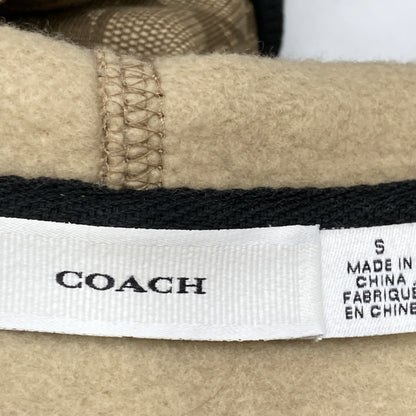 COACH
S
MADE IN
CHINA
FABRIQUÉ
EN CHINE